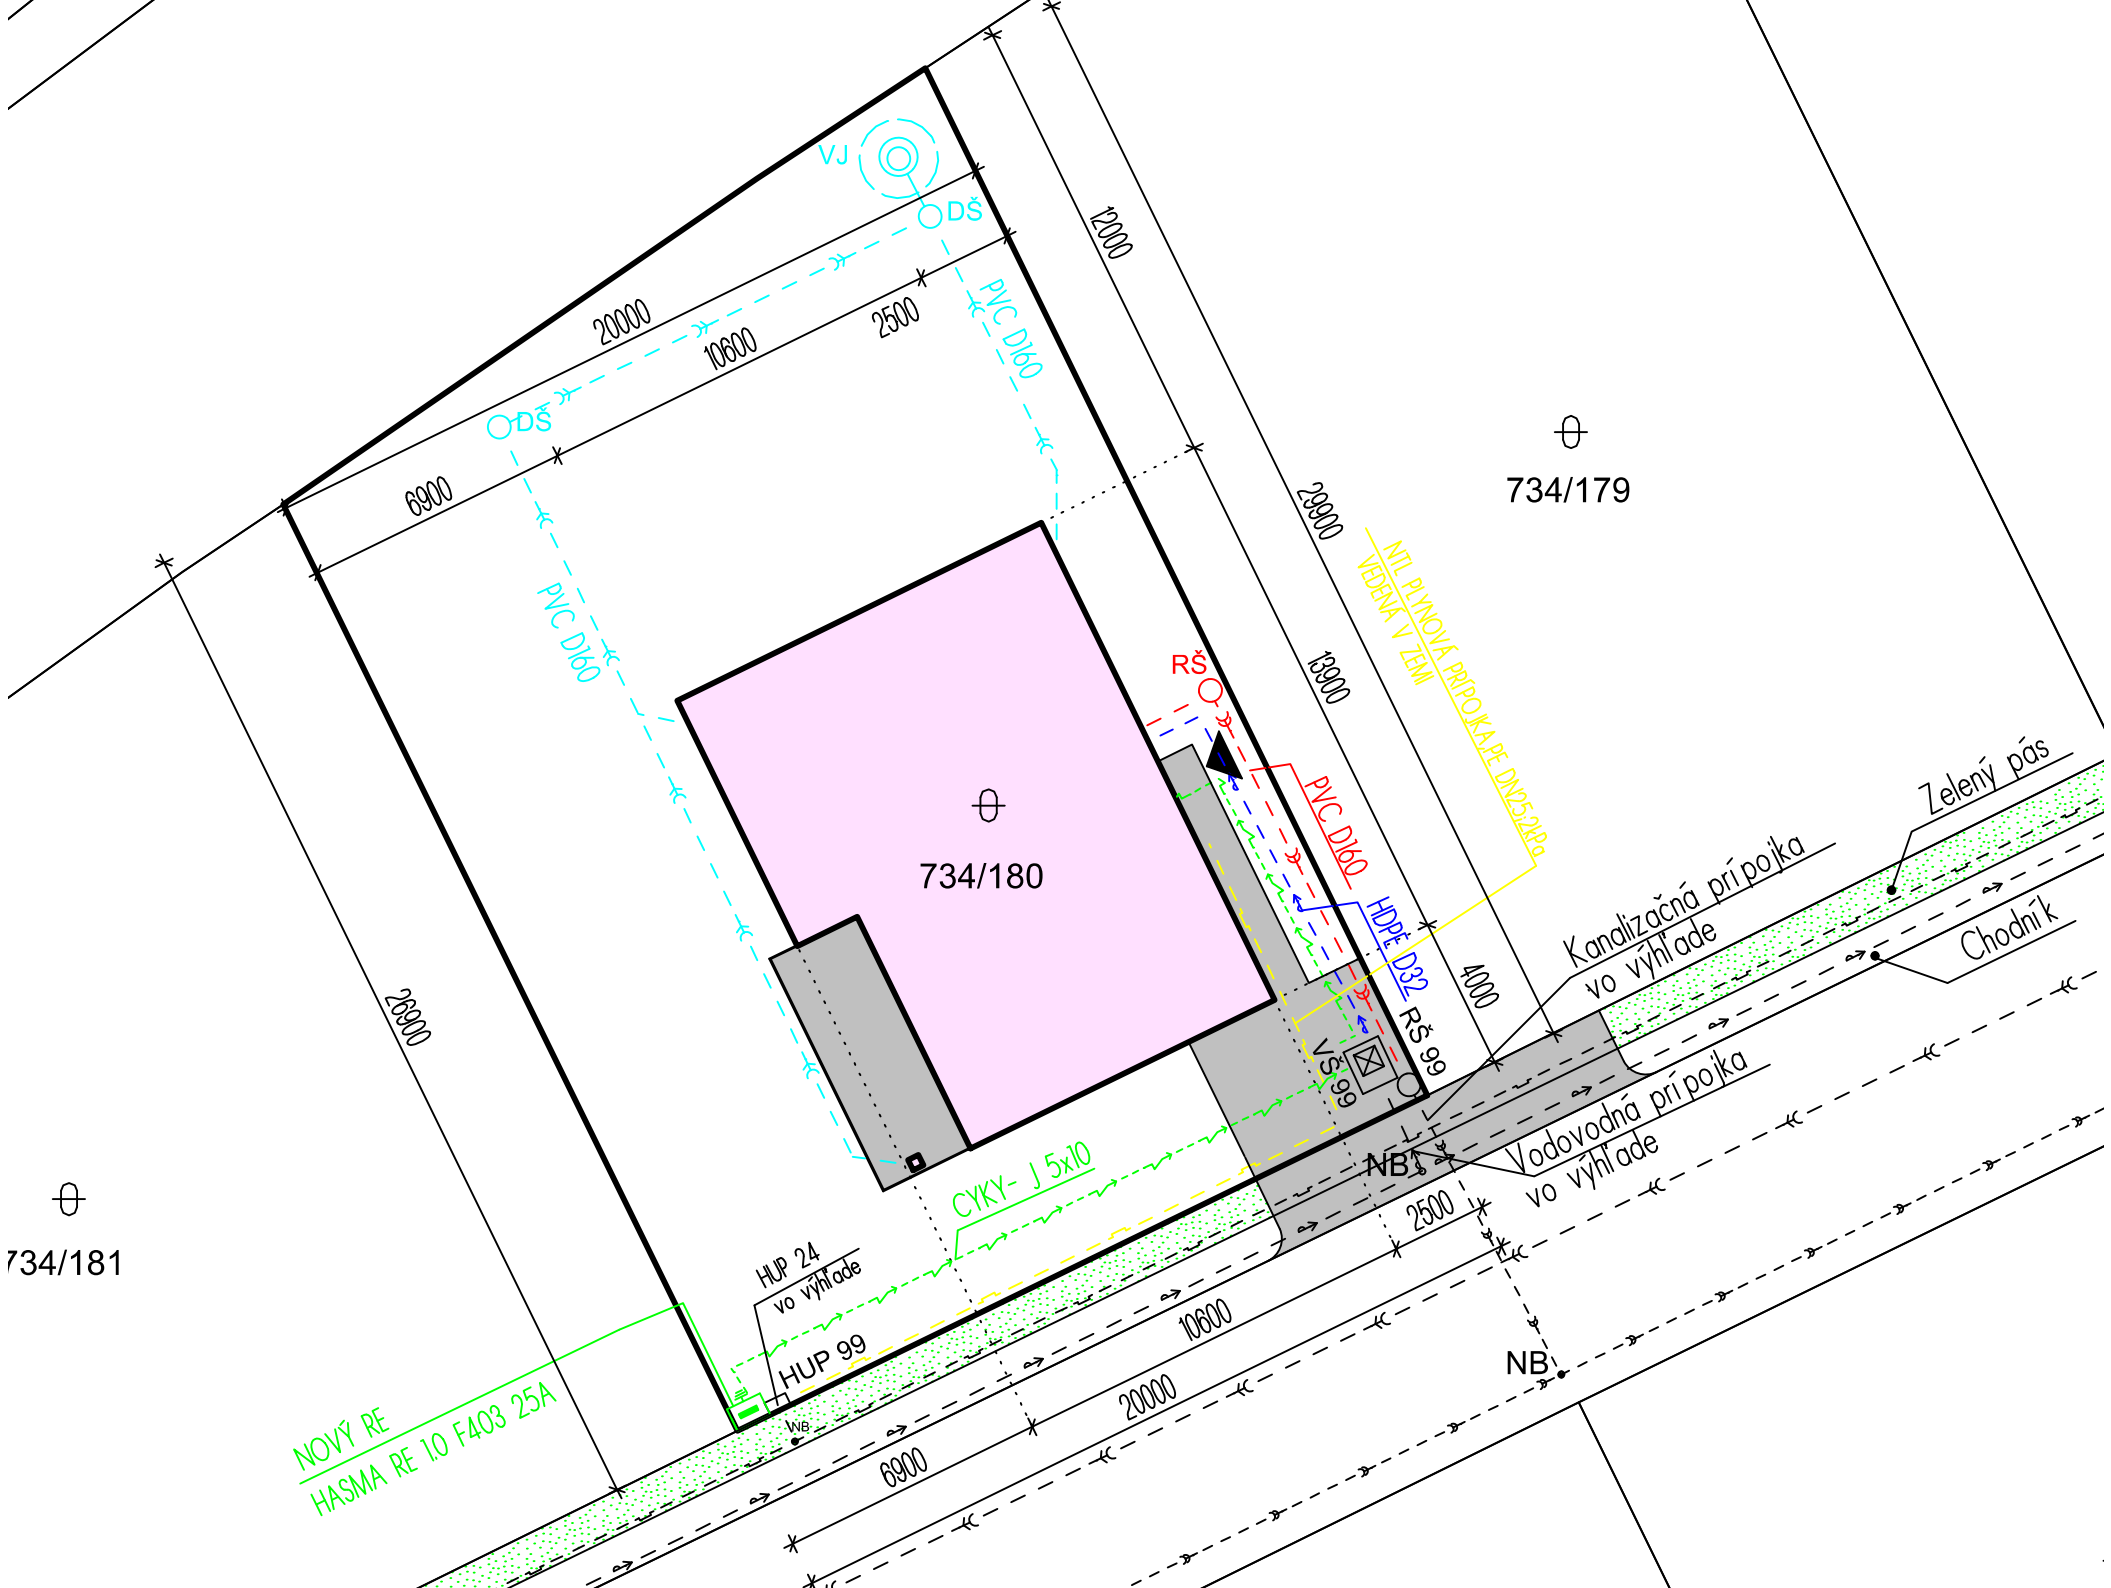 VJ
DŠ
12000
PVC D160
20000
10600
2500
DŠ
6900
734/179
29900
NTL PLYNOVÁ PRÍPOJKA,PE DN25,2kPa
VEDENÁ V ZEMI
PVC D160
RŠ
13900
Zelený pás
PVC D160
Kanalizačná prípojka
vo výhľade
734/180
HDPE D32
Chodník
4000
26900
RŠ 99
VŠ 99
Vodovodná prípojka
vo výhľade
NB
CYKY- J 5x10
2500
734/181
HUP 24
vo výhľade
10600
HUP 99
NB
20000
NOVÝ RE
HASMA RE 1.0 F403 25A
NB
6900